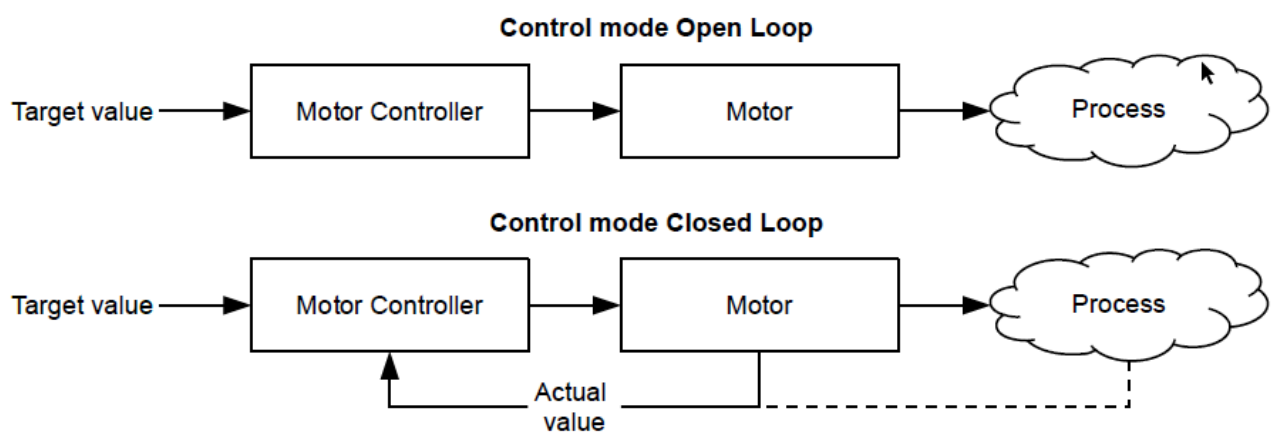 Control mode Open Loop
Target value
Motor Controller
Motor
Process
Control mode Closed Loop
Target value
Motor Controller
Motor
Process
Actual
value